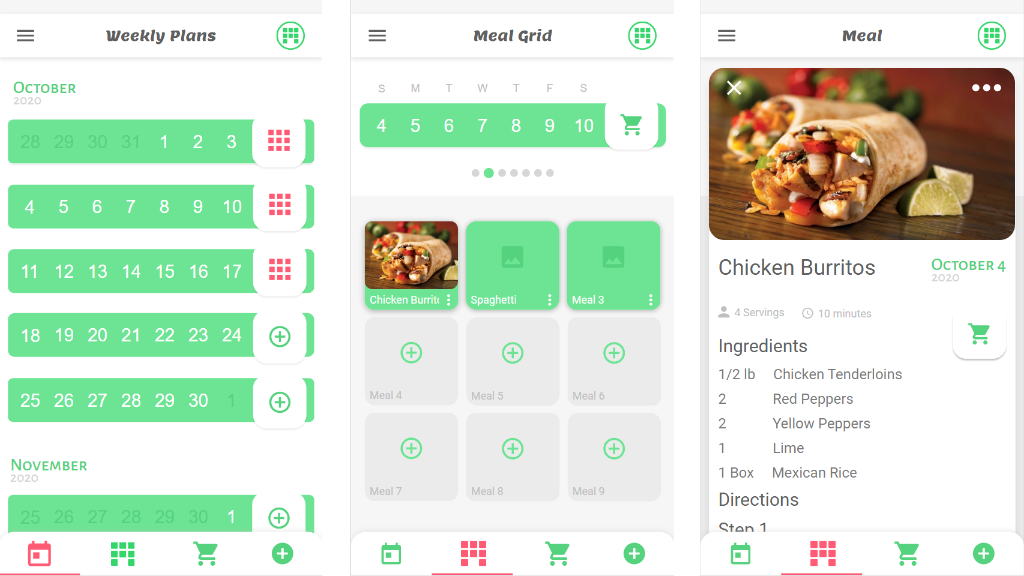 Weekly Plans
October
2020
28 29 30 31 1 2 3
4 5 6 7 8 9 10
11 12 13 14 15 16 17
18 19 20 21 22 23 24
25 26 27 28 29 30 1
November
2020
25 26 27 28 29 30 1
Meal Grid
S M T W T F S
4 5 6 7 8 9 10
Chicken Burrito
Spaghetti
Meal 3
Meal 4
Meal 5
Meal 6
Meal 7
Meal 8
Meal 9
Meal
Chicken Burritos
October 4
2020
4 Servings
10 minutes
Ingredients
1/2 lb Chicken Tenderloins
2 Red Peppers
2 Yellow Peppers
1 Lime
1 Box Mexican Rice
Directions
Step 1